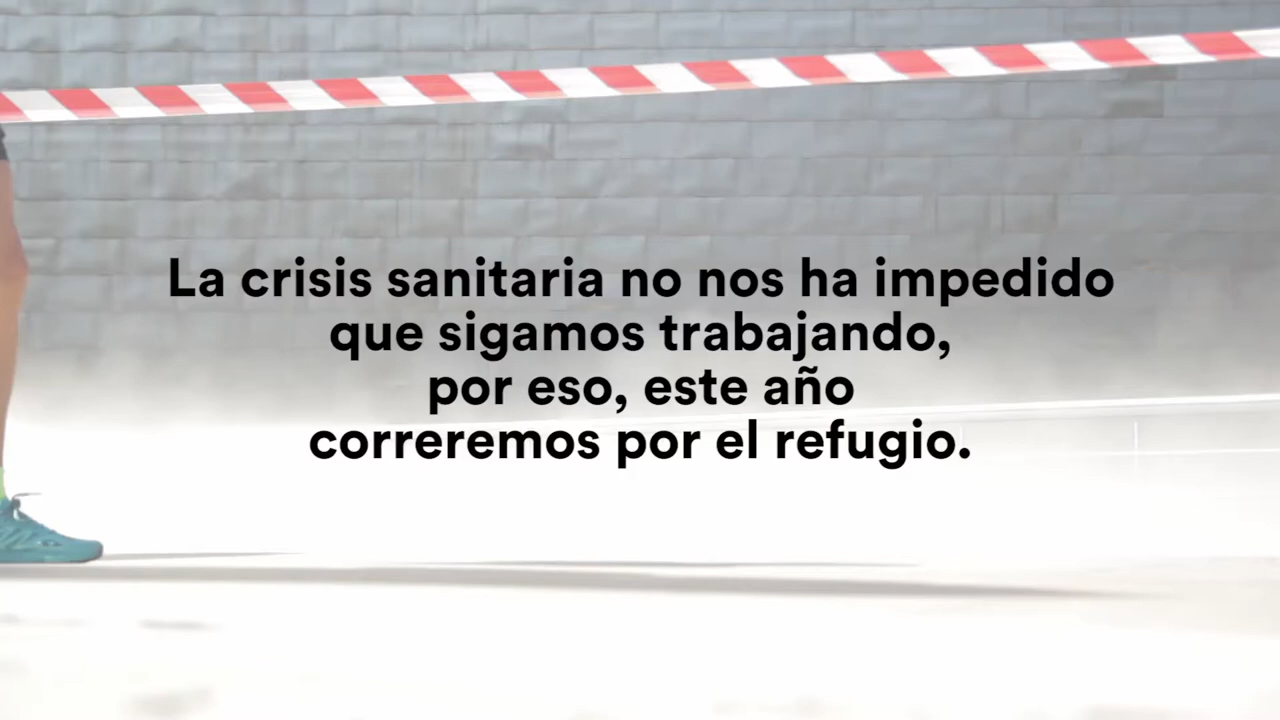 La crisis sanitaria no nos ha impedido
que sigamos trabajando,
por eso, este año
correremos por el refugio.